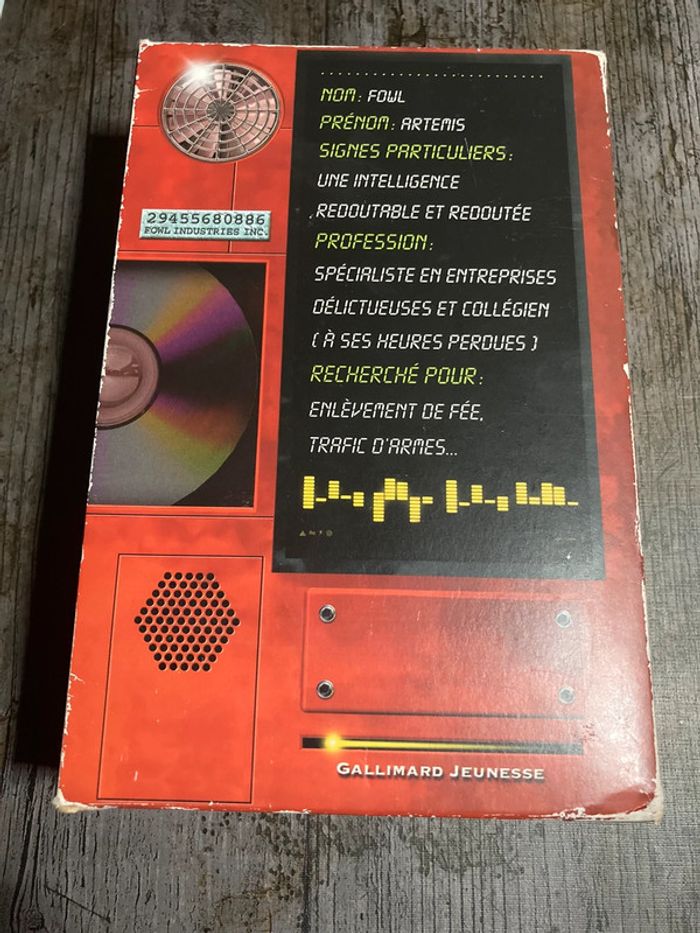 NOM: FOWL
PRÉNOM: ARTEMIS
SIGNES PARTICULIERS:
UNE INTELLIGENCE
REDOUTABLE ET REDOUTÉE
PROFESSION:
SPÉCIALISTE EN ENTREPRISES
DÉLICTUEUSES ET COLLÉGIEN
( À SES HEURES PERDUES )
RECHERCHÉ POUR:
ENLÈVEMENT DE FÉE,
TRAFIC D'ARMES...
29455680886
FOWL INDUSTRIES INC.
GALLIMARD JEUNESSE